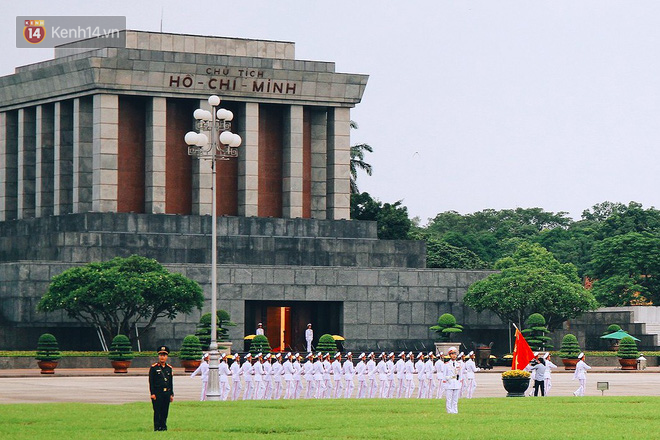 14
Kenh14.vn
CHỦ TỊCH
HỒ-CHÍ-MINH